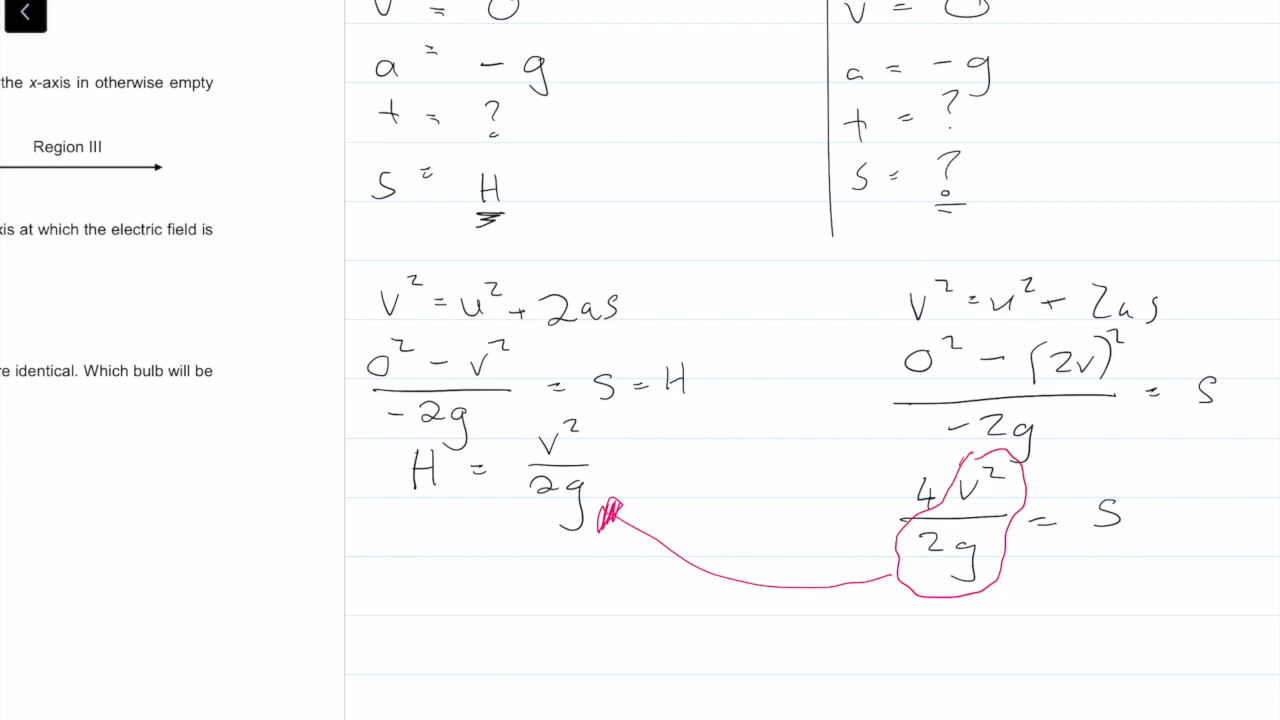 the x-axis in otherwise empty
Region III
xis at which the electric field is
re identical. Which bulb will be
v = 0
a = - g
t = ?
s = H
v² = u² + 2as
0² - v² / -2g = s = H
H = v² / 2g
v = 0
a = - g
t = ?
s = ?
v² = u² + 2as
0² - (2v)² / -2g = s
4v² / 2g = s